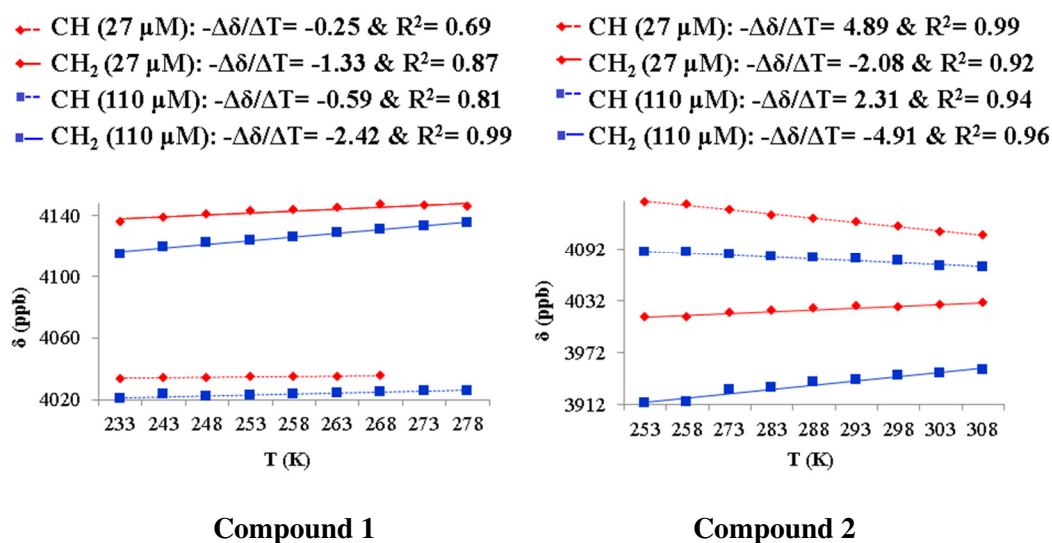 CH (27 µM): -Δδ/ΔT= -0.25 & R²= 0.69
CH₂ (27 µM): -Δδ/ΔT= -1.33 & R²= 0.87
CH (110 µM): -Δδ/ΔT= -0.59 & R²= 0.81
CH₂ (110 µM): -Δδ/ΔT= -2.42 & R²= 0.99
4140
4100
4060
4020
δ (ppb)
233 243 248 253 258 263 268 273 278
T (K)
Compound 1
CH (27 µM): -Δδ/ΔT= 4.89 & R²= 0.99
CH₂ (27 µM): -Δδ/ΔT= -2.08 & R²= 0.92
CH (110 µM): -Δδ/ΔT= 2.31 & R²= 0.94
CH₂ (110 µM): -Δδ/ΔT= -4.91 & R²= 0.96
4092
4032
3972
3912
δ (ppb)
253 258 273 283 288 293 298 303 308
T (K)
Compound 2